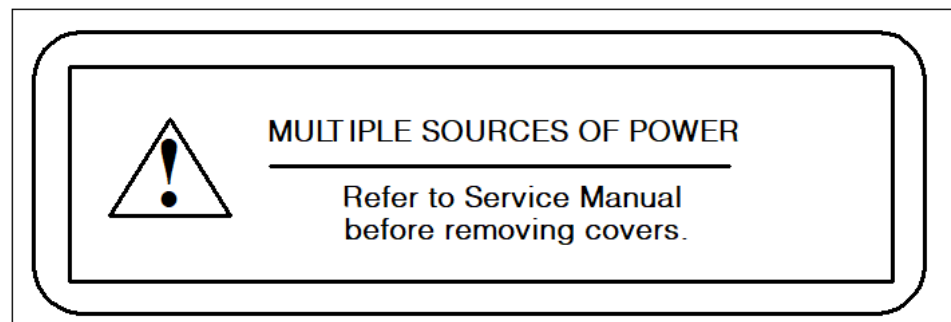 MULTIPLE SOURCES OF POWER
Refer to Service Manual
before removing covers.